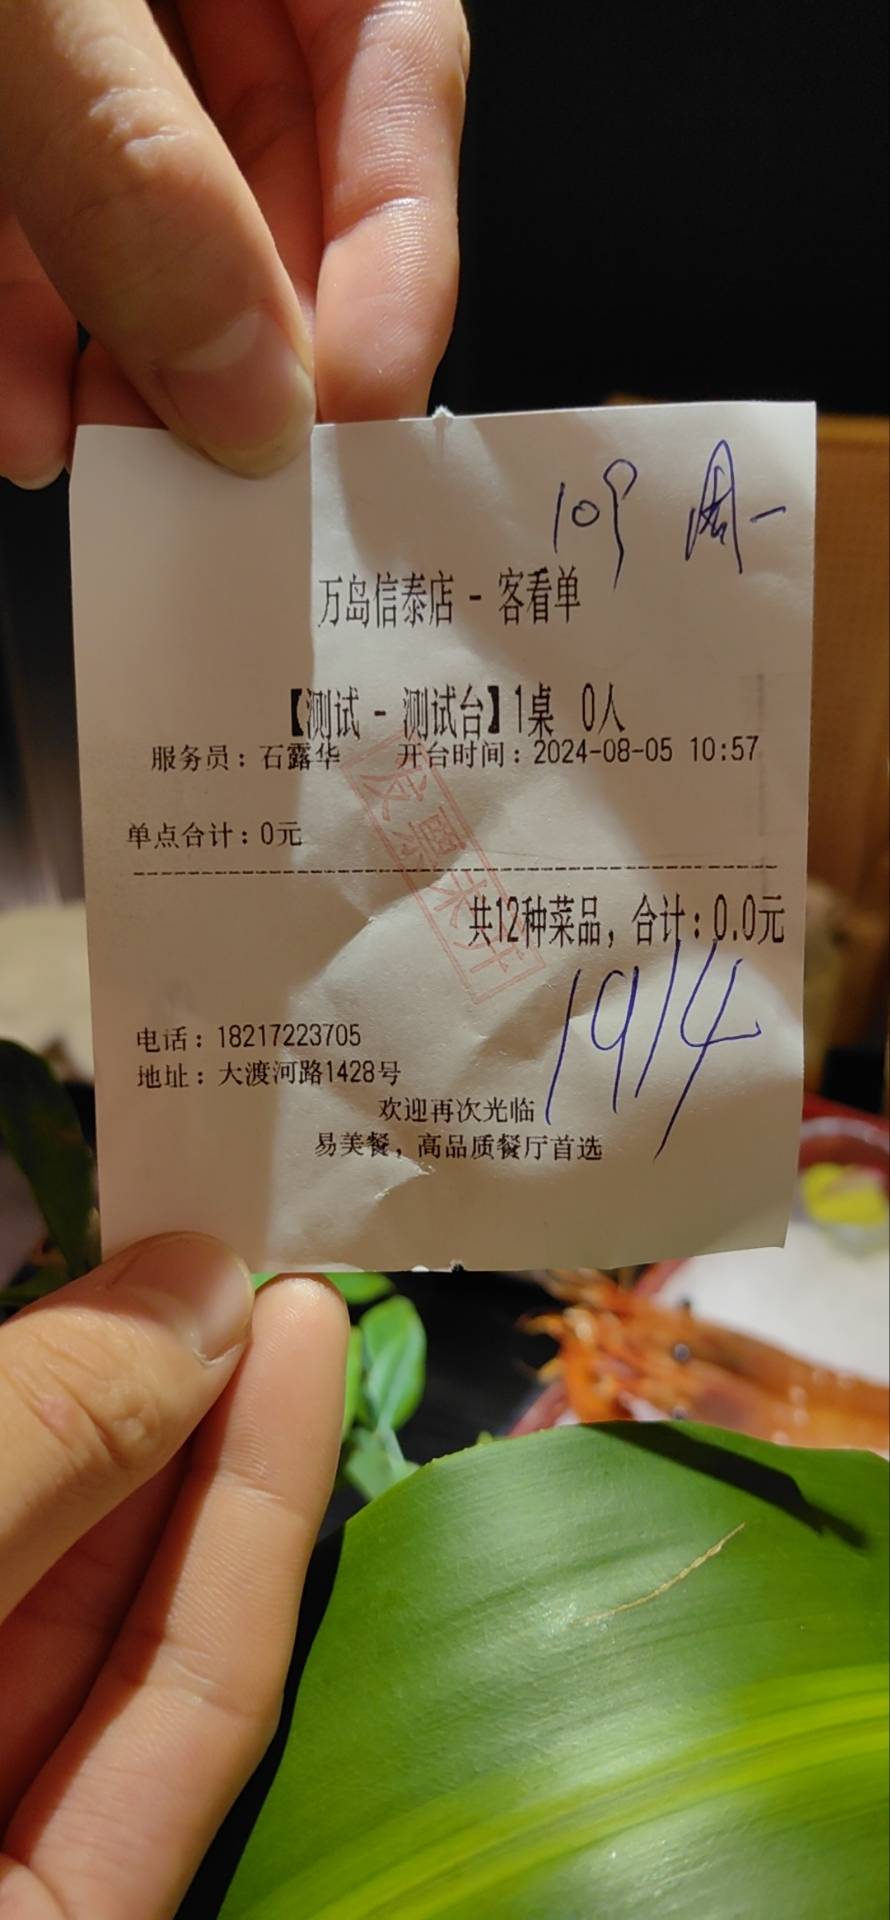 109 周一
万岛信泰店 - 客看单
【测试 - 测试台】1桌 0人
服务员：石露华 开台时间：2024-08-05 10:57
单点合计：0元
发票未开
共12种菜品，合计：0.0元
1914
电话：18217223705
地址：大渡河路1428号
欢迎再次光临
易美餐，高品质餐厅首选